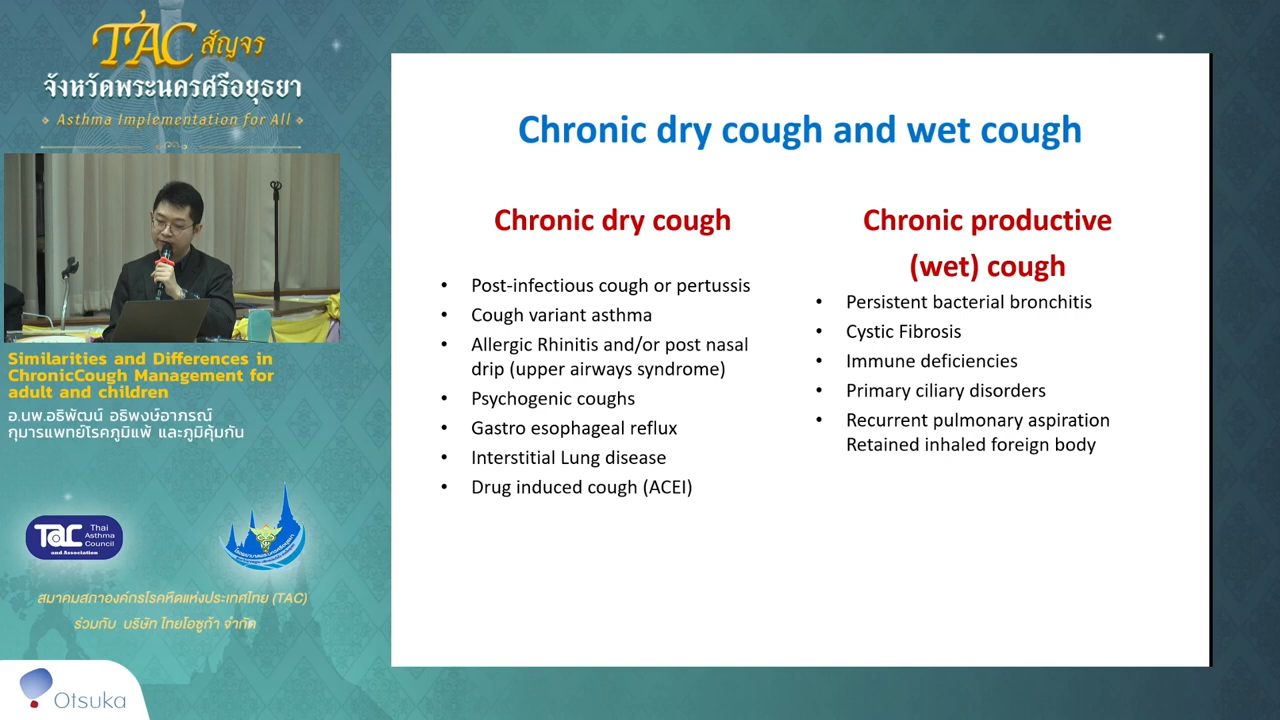 TAC สัญจร
จังหวัดพระนครศรีอยุธยา
Asthma Implementation for All
Similarities and Differences in
ChronicCough Management for
adult and children
อ.นพ.อธิพัฒน์ อธิพงษ์อาภรณ์
กุมารแพทย์โรคภูมิแพ้ และภูมิคุ้มกัน
TAC
Thai
Asthma
Council
and Association
สมาคมสภาองค์กรโรคหืดแห่งประเทศไทย (TAC)
ร่วมกับ บริษัท ไทยโอซูก้า จำกัด
Otsuka
Chronic dry cough and wet cough
Chronic dry cough
• Post-infectious cough or pertussis
• Cough variant asthma
• Allergic Rhinitis and/or post nasal
drip (upper airways syndrome)
• Psychogenic coughs
• Gastro esophageal reflux
• Interstitial Lung disease
• Drug induced cough (ACEI)
Chronic productive
(wet) cough
• Persistent bacterial bronchitis
• Cystic Fibrosis
• Immune deficiencies
• Primary ciliary disorders
• Recurrent pulmonary aspiration
Retained inhaled foreign body